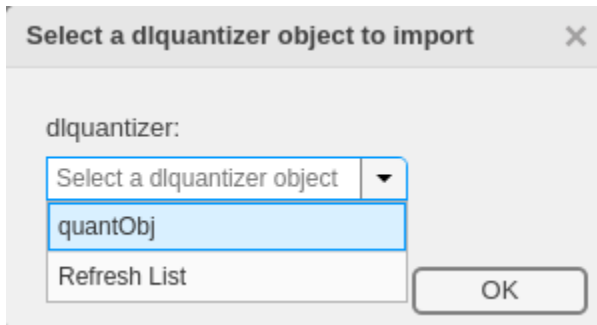 Select a dlquantizer object to import
dlquantizer:
Select a dlquantizer object
quantObj
Refresh List
OK